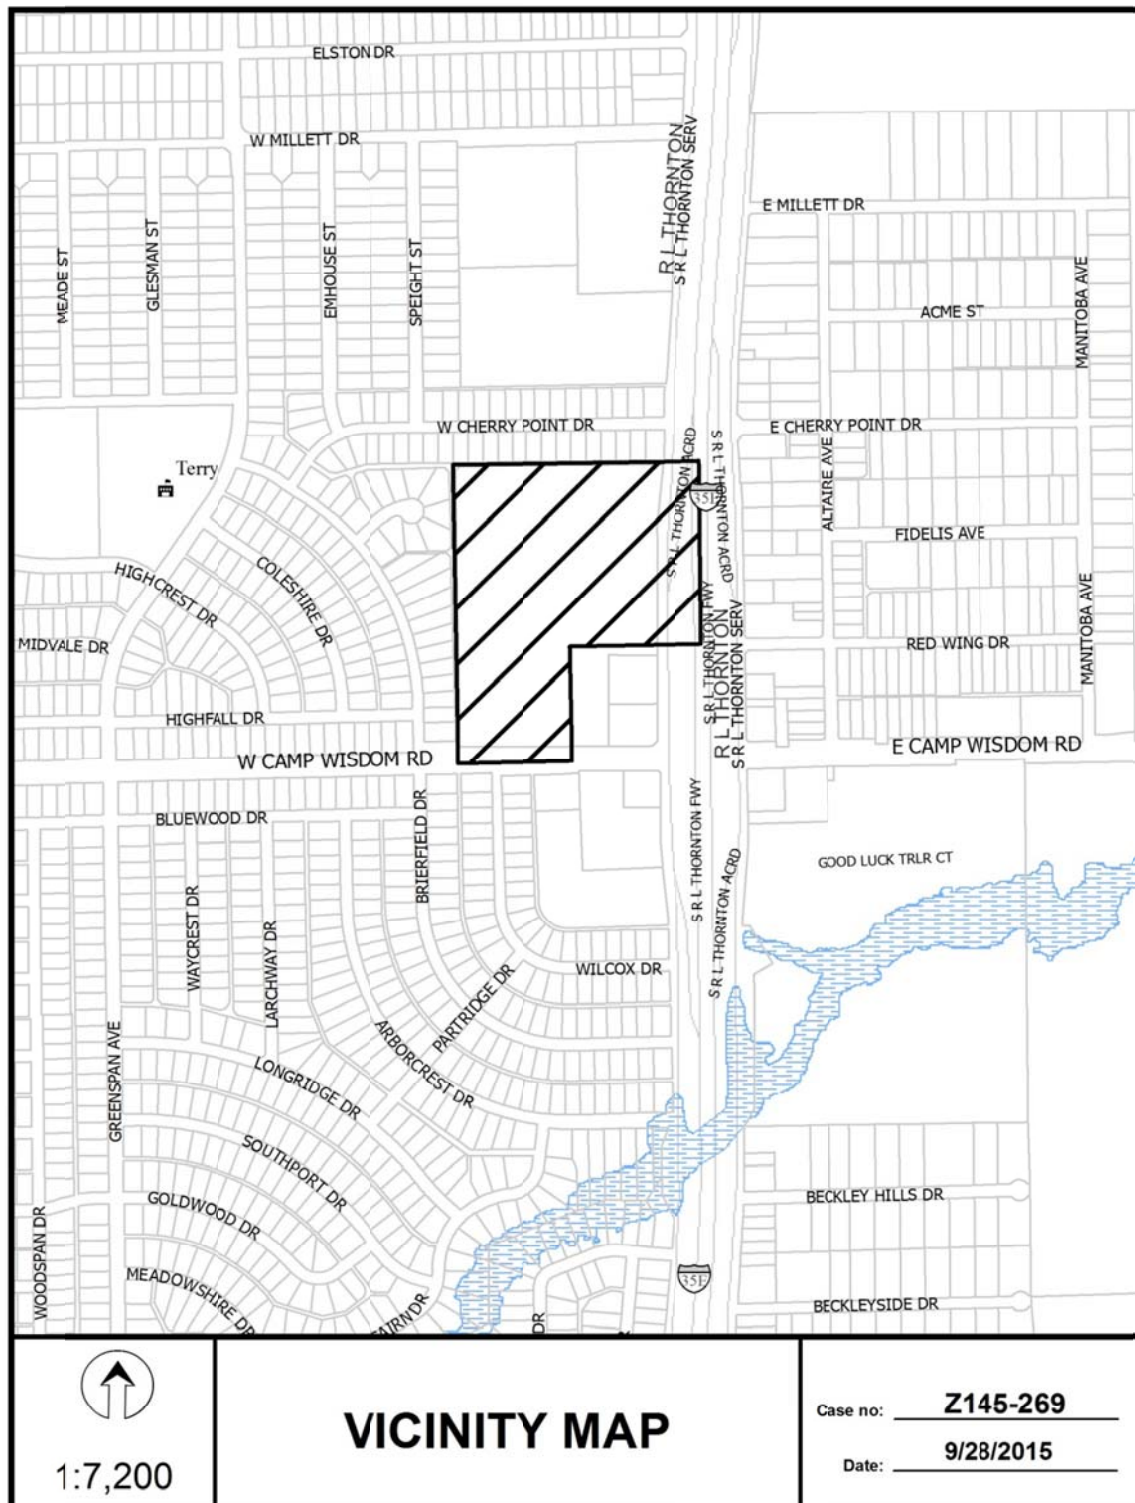 ELSTON DR
W MILLETT DR
R L THORNTON
S R L THORNTON SERV
E MILLETT DR
MEADE ST
GLESMAN ST
EMHOUSE ST
SPEIGHT ST
MANITOBA AVE
ACME ST
W CHERRY POINT DR
E CHERRY POINT DR
Terry
S R L THORNTON ACRD
S R L THORNTON ACRD
35E
ALTAIRE AVE
FIDELIS AVE
HIGHCREST DR
COLESHIRE DR
MIDVALE DR
S R L THORNTON FWY
R L THORNTON
S R L THORNTON SERV
RED WING DR
MANITOBA AVE
HIGHFALL DR
W CAMP WISDOM RD
E CAMP WISDOM RD
BLUEWOOD DR
BRIERFIELD DR
S R L THORNTON FWY
S R L THORNTON ACRD
GOOD LUCK TRLR CT
WAYCREST DR
LARCHWAY DR
PARTRIDGE DR
WILCOX DR
GREENSPAN AVE
ARBORCREST DR
LONGRIDGE DR
SOUTHPORT DR
GOLDWOOD DR
BECKLEY HILLS DR
WOODSPAN DR
MEADOWSHIRE DR
DR
35E
BECKLEYSIDE DR
1:7,200
VICINITY MAP
Case no: Z145-269
Date: 9/28/2015